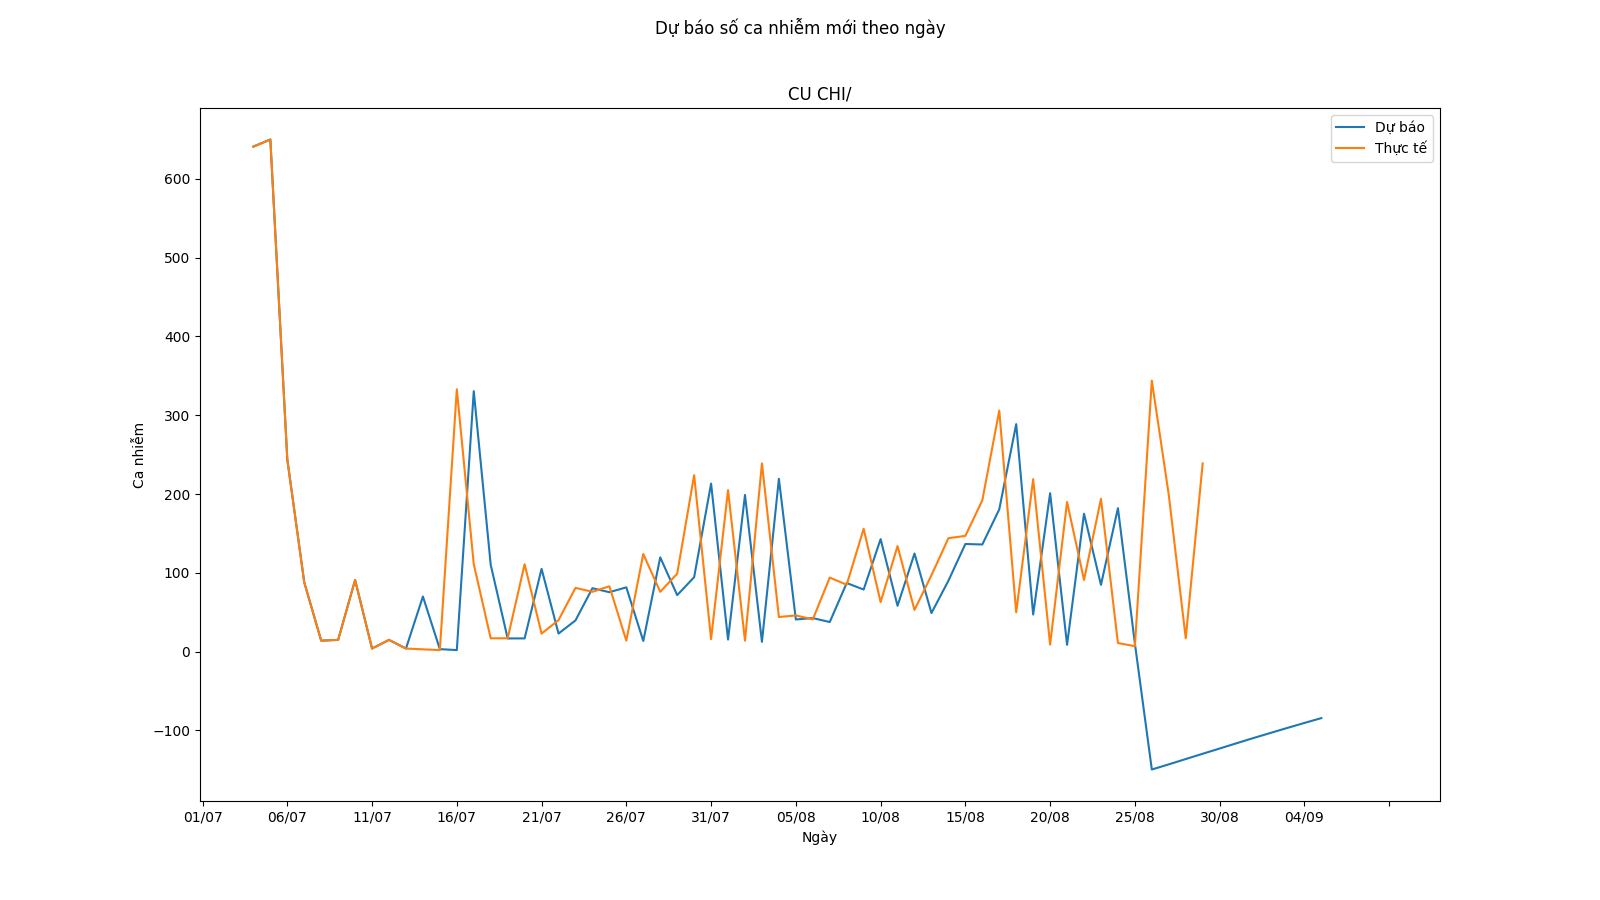 Dự báo số ca nhiễm mới theo ngày
CU CHI/
Dự báo
Thực tế
600
500
400
300
200
100
0
−100
Ca nhiễm
01/07 06/07 11/07 16/07 21/07 26/07 31/07 05/08 10/08 15/08 20/08 25/08 30/08 04/09
Ngày